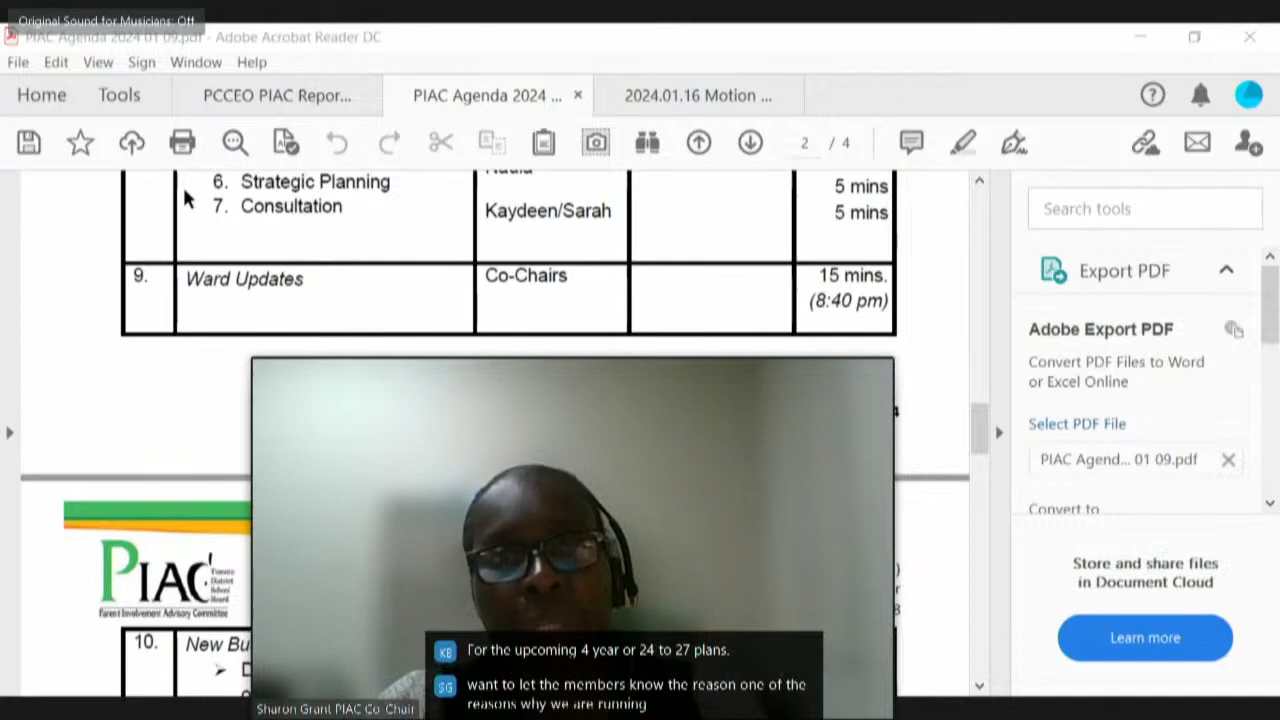 Original Sound for Musicians: Off
PIAC Agenda 2024 01 09.pdf - Adobe Acrobat Reader DC
File Edit View Sign Window Help
Home Tools PCCEO PIAC Repor... PIAC Agenda 2024 ... × 2024.01.16 Motion ...
2 / 4
6. Strategic Planning 5 mins
7. Consultation Kaydeen/Sarah 5 mins
9. Ward Updates Co-Chairs 15 mins.
(8:40 pm)
PIAC
Toronto
District
School
Board
Parent Involvement Advisory Committee
10. New Bu
Search tools
Export PDF
Adobe Export PDF
Convert PDF Files to Word
or Excel Online
Select PDF File
PIAC Agend... 01 09.pdf
Convert to
Store and share files
in Document Cloud
Learn more
KB For the upcoming 4 year or 24 to 27 plans.
SG want to let the members know the reason one of the
reasons why we are running
Sharon Grant PIAC Co-Chair